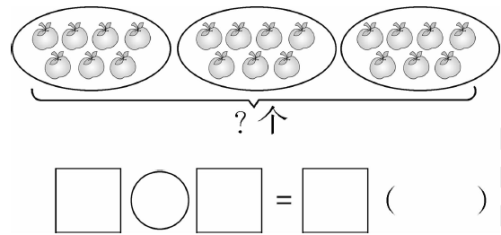 ? 个
= ( )